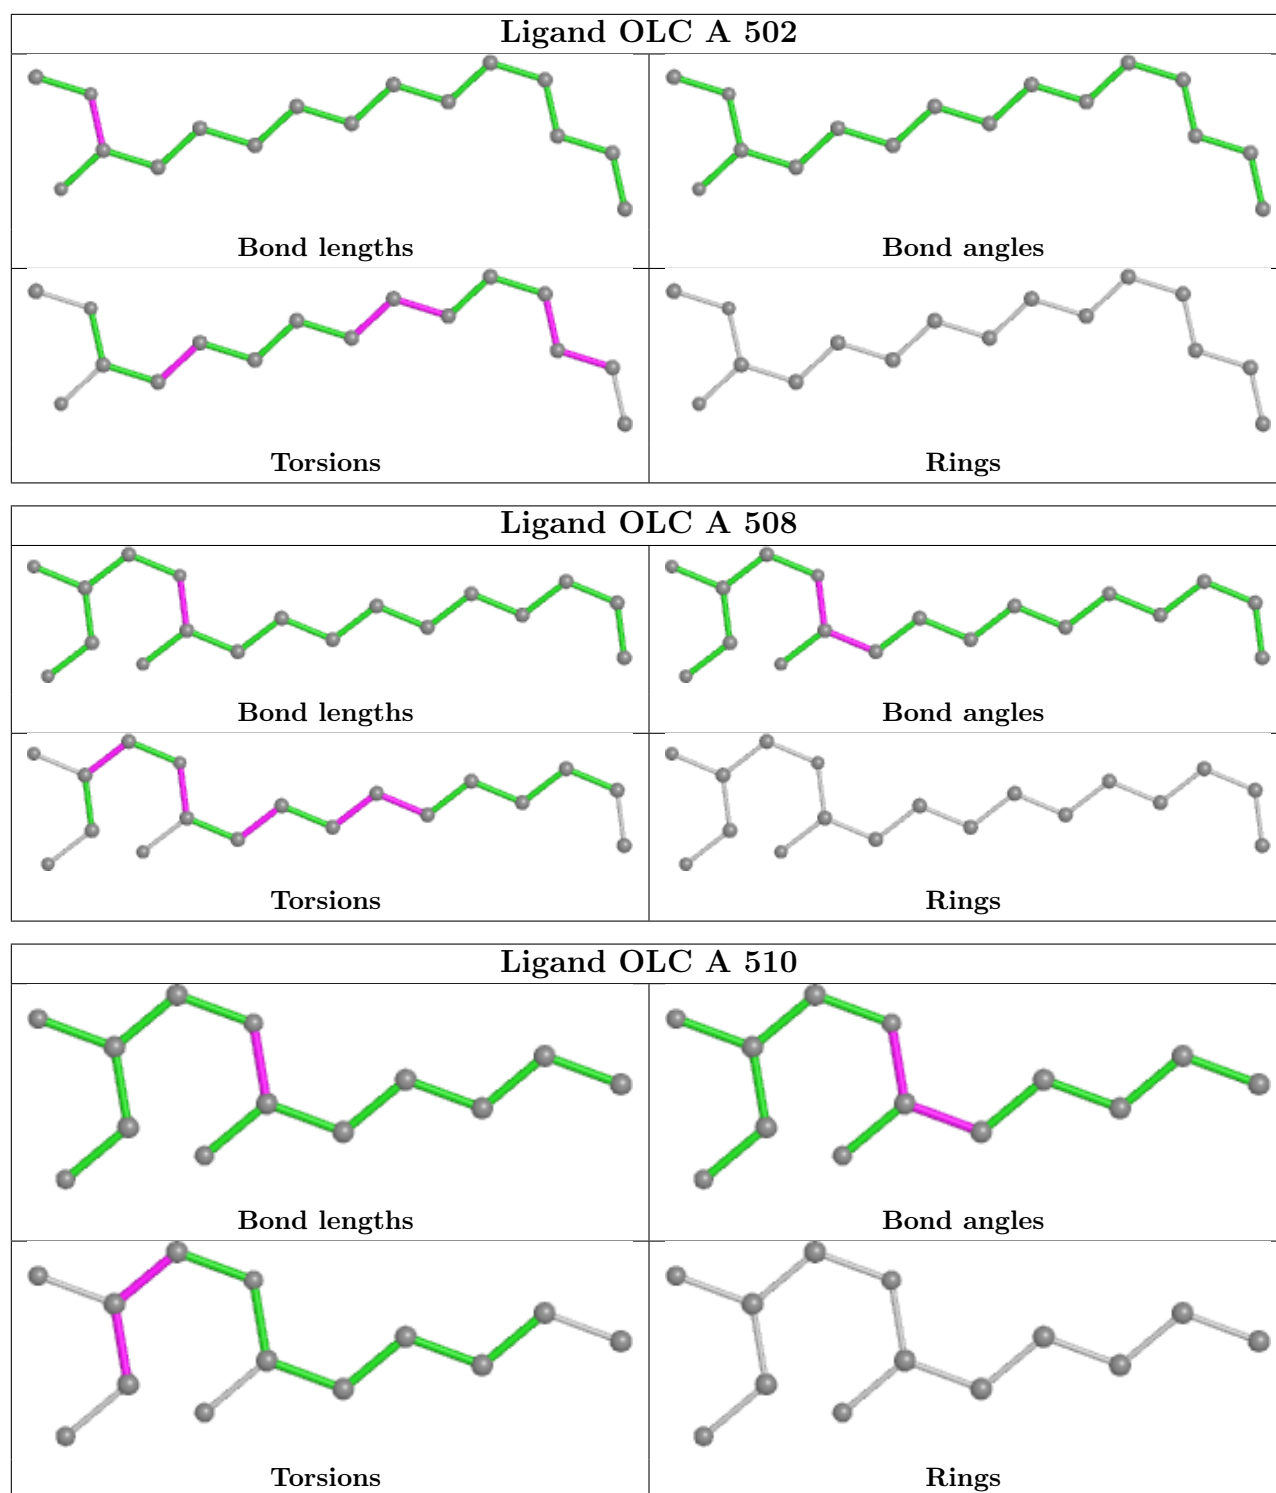 Ligand OLC A 502
Bond lengths
Bond angles
Torsions
Rings
Ligand OLC A 508
Bond lengths
Bond angles
Torsions
Rings
Ligand OLC A 510
Bond lengths
Bond angles
Torsions
Rings